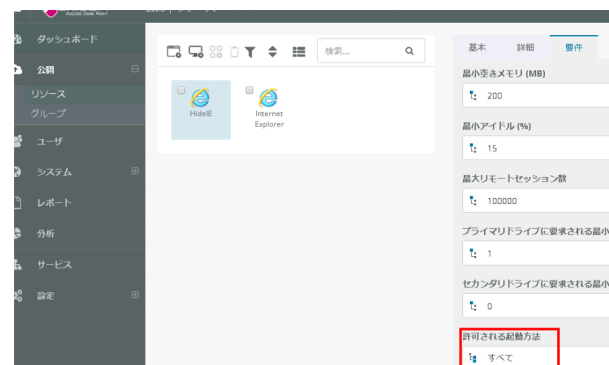 ダッシュボード
公開
リソース
グループ
ユーザ
システム
レポート
分析
サービス
設定
検索...
HideIE
Internet
Explorer
基本 詳細 要件
最小空きメモリ (MB)
200
最小アイドル (%)
15
最大リモートセッション数
100000
プライマリドライブに要求される最小
1
セカンダリドライブに要求される最小
0
許可される起動方法
すべて